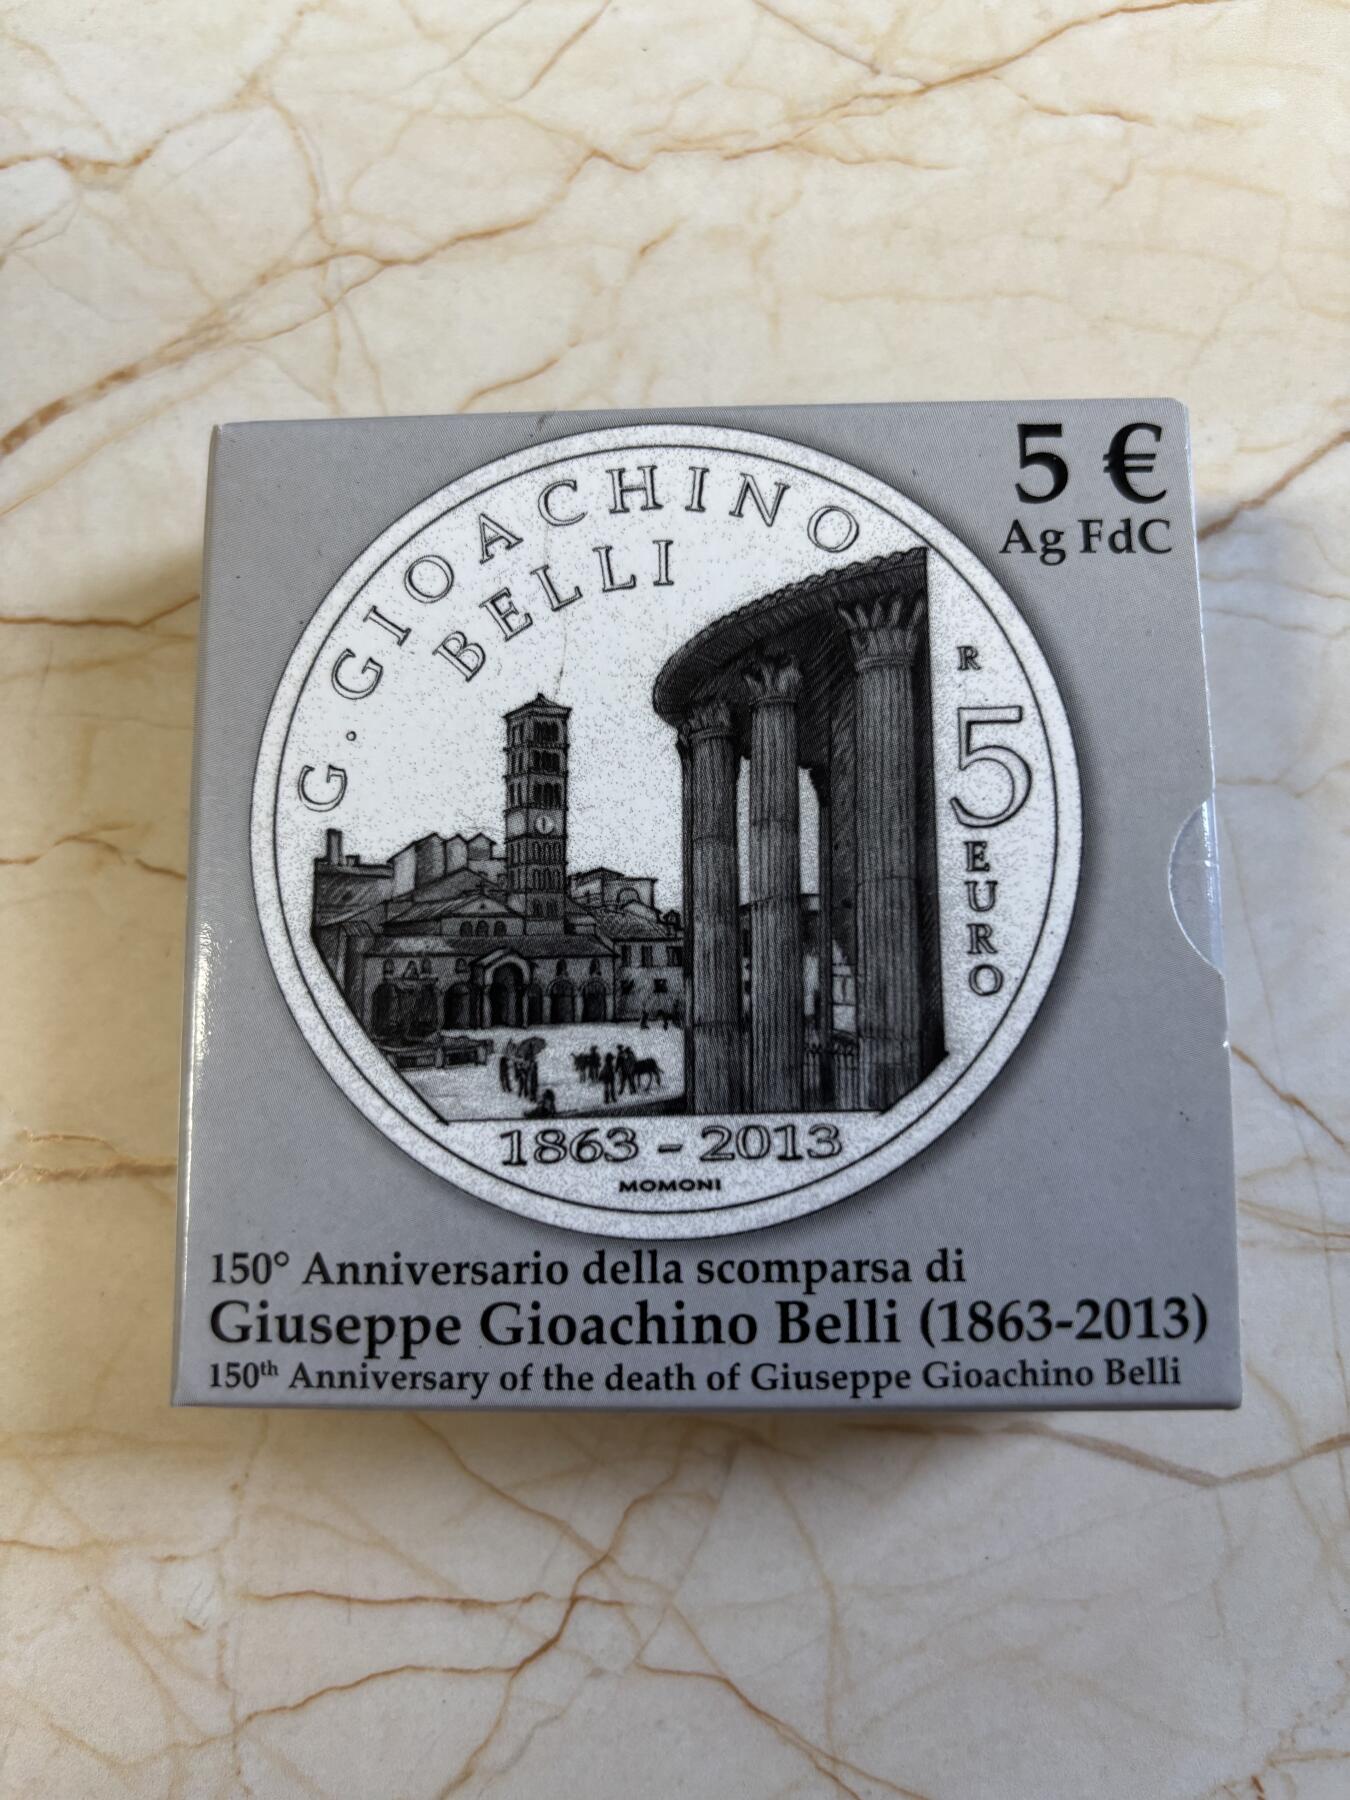 5 €
Ag FdC
G. GIOACHINO
BELLI
R
5
EURO
1863 - 2013
MOMONI
150° Anniversario della scomparsa di
Giuseppe Gioachino Belli (1863-2013)
150th Anniversary of the death of Giuseppe Gioachino Belli